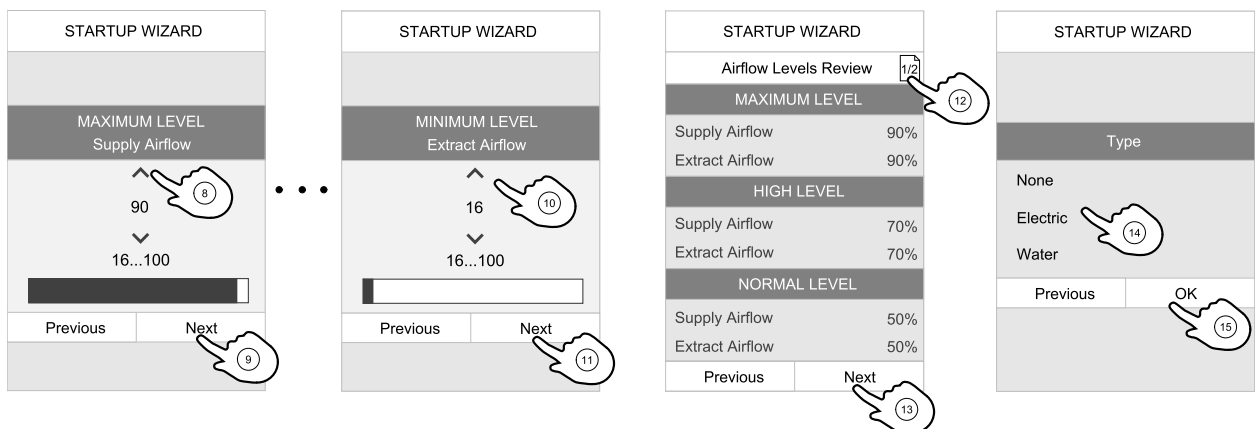 STARTUP WIZARD
MAXIMUM LEVEL
Supply Airflow
8
90
16...100
Previous Next
9
STARTUP WIZARD
MINIMUM LEVEL
Extract Airflow
10
16
16...100
Previous Next
11
STARTUP WIZARD
Airflow Levels Review 1/2
12
MAXIMUM LEVEL
Supply Airflow 90%
Extract Airflow 90%
HIGH LEVEL
Supply Airflow 70%
Extract Airflow 70%
NORMAL LEVEL
Supply Airflow 50%
Extract Airflow 50%
Previous Next
13
STARTUP WIZARD
Type
None
Electric
14
Water
Previous OK
15